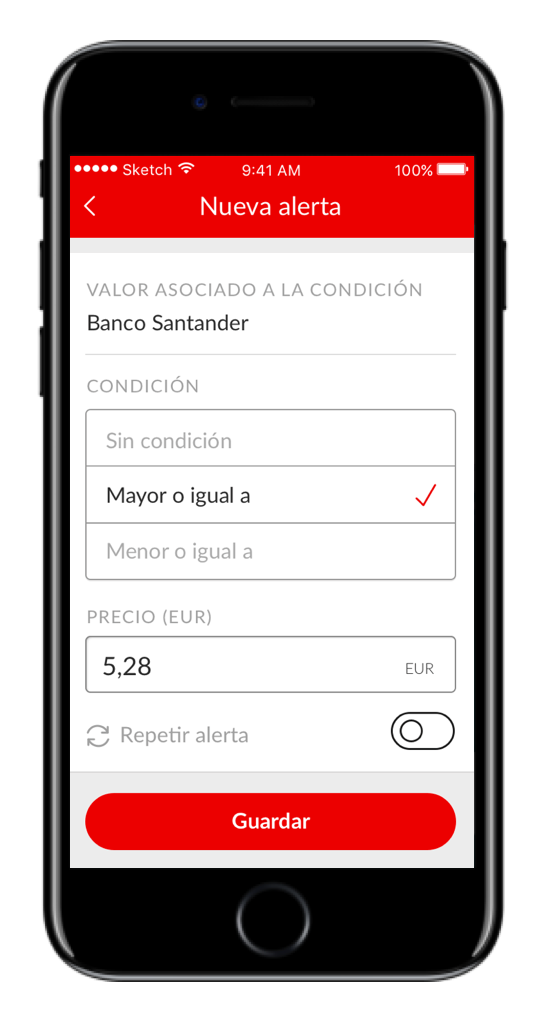 ●●●●● Sketch 9:41 AM 100%
Nueva alerta
VALOR ASOCIADO A LA CONDICIÓN
Banco Santander
CONDICIÓN
Sin condición
Mayor o igual a
Menor o igual a
PRECIO (EUR)
5,28 EUR
Repetir alerta
Guardar